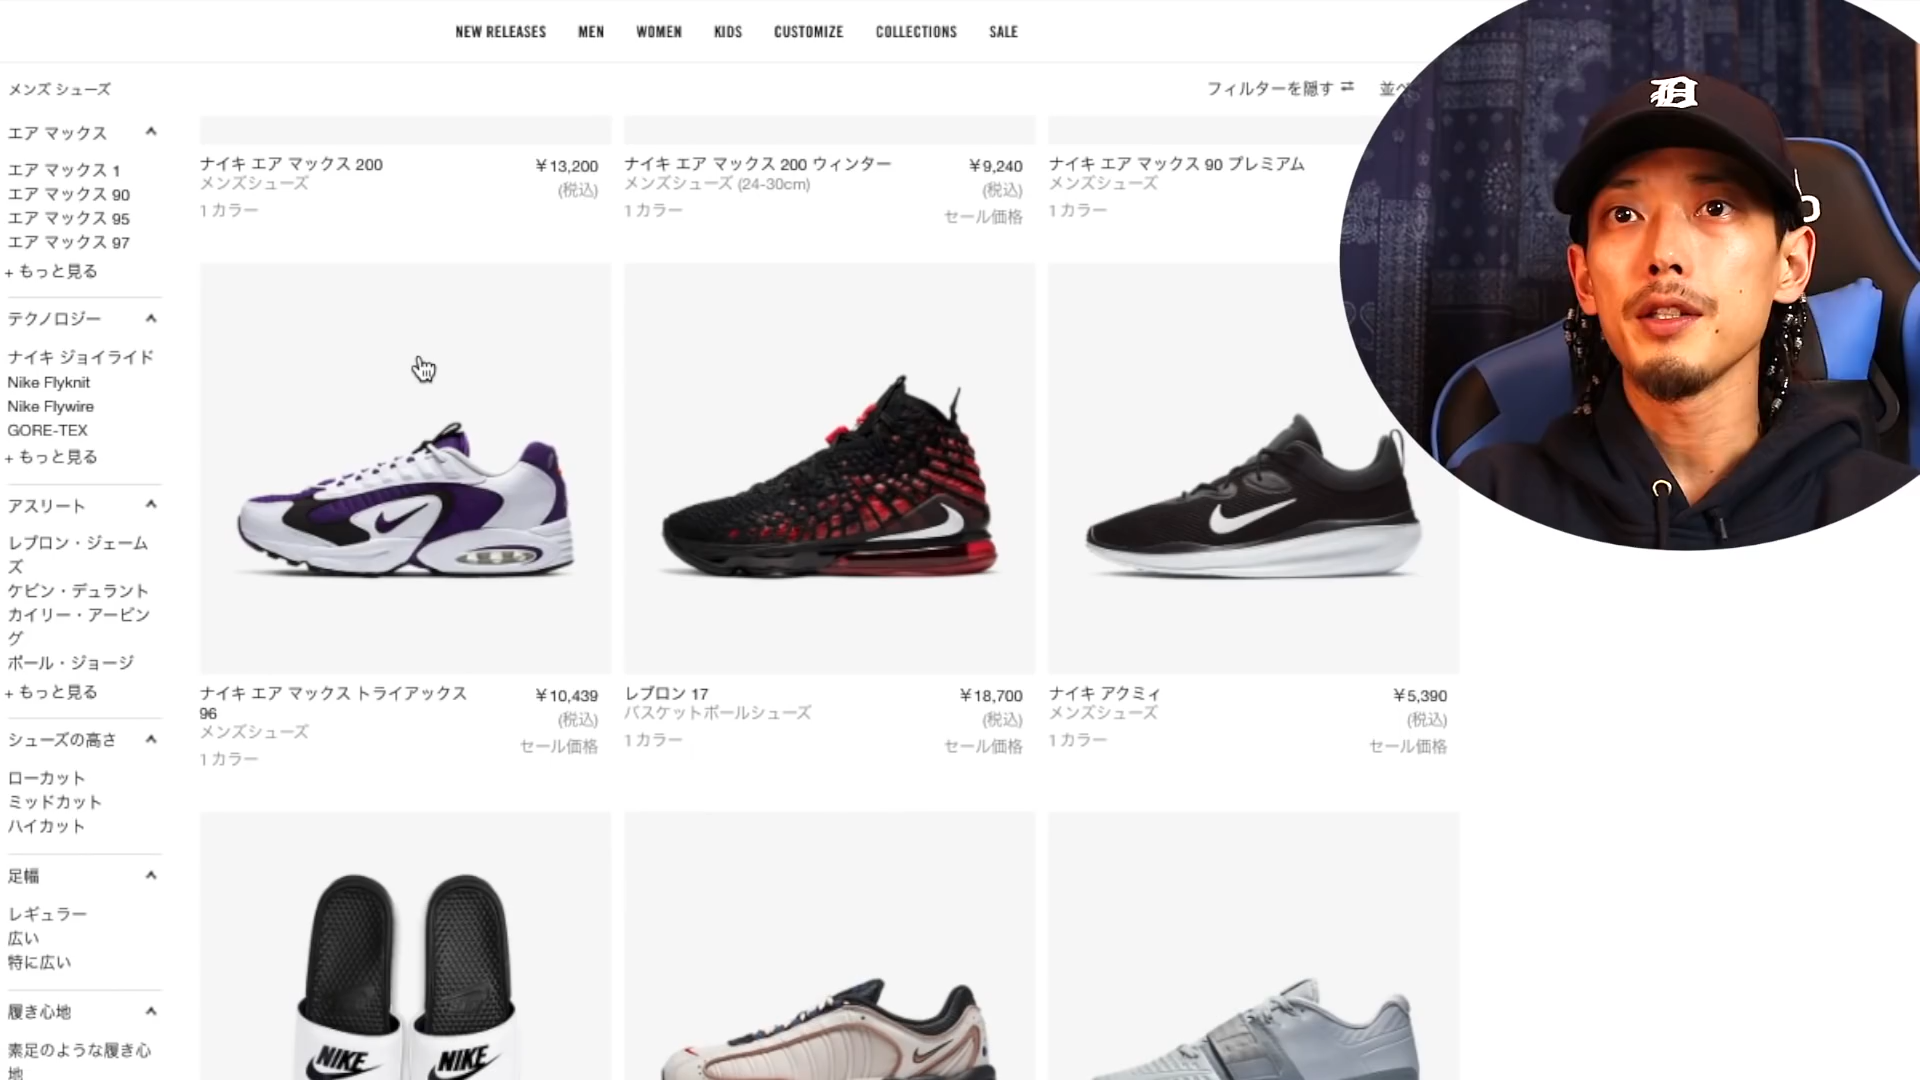 NEW RELEASES MEN WOMEN KIDS CUSTOMIZE COLLECTIONS SALE
メンズ シューズ
フィルターを隠す
並べ
エア マックス
エア マックス 1
エア マックス 90
エア マックス 95
エア マックス 97
+ もっと見る
テクノロジー
ナイキ ジョイライド
Nike Flyknit
Nike Flywire
GORE-TEX
+ もっと見る
アスリート
レブロン・ジェーム
ズ
ケビン・デュラント
カイリー・アービン
グ
ポール・ジョージ
+ もっと見る
シューズの高さ
ローカット
ミッドカット
ハイカット
足幅
レギュラー
広い
特に広い
履き心地
素足のような履き心
地
ナイキ エア マックス 200
¥13,200
メンズシューズ
(税込)
1 カラー
ナイキ エア マックス 200 ウィンター
¥9,240
メンズシューズ (24-30cm)
(税込)
1 カラー
セール価格
ナイキ エア マックス 90 プレミアム
メンズシューズ
1 カラー
ナイキ エア マックス トライアックス
96
¥10,439
メンズシューズ
(税込)
セール価格
1 カラー
レブロン 17
¥18,700
バスケットボールシューズ
(税込)
1 カラー
セール価格
ナイキ アクミィ
¥5,390
メンズシューズ
(税込)
1 カラー
セール価格
NIKE
NIKE
D